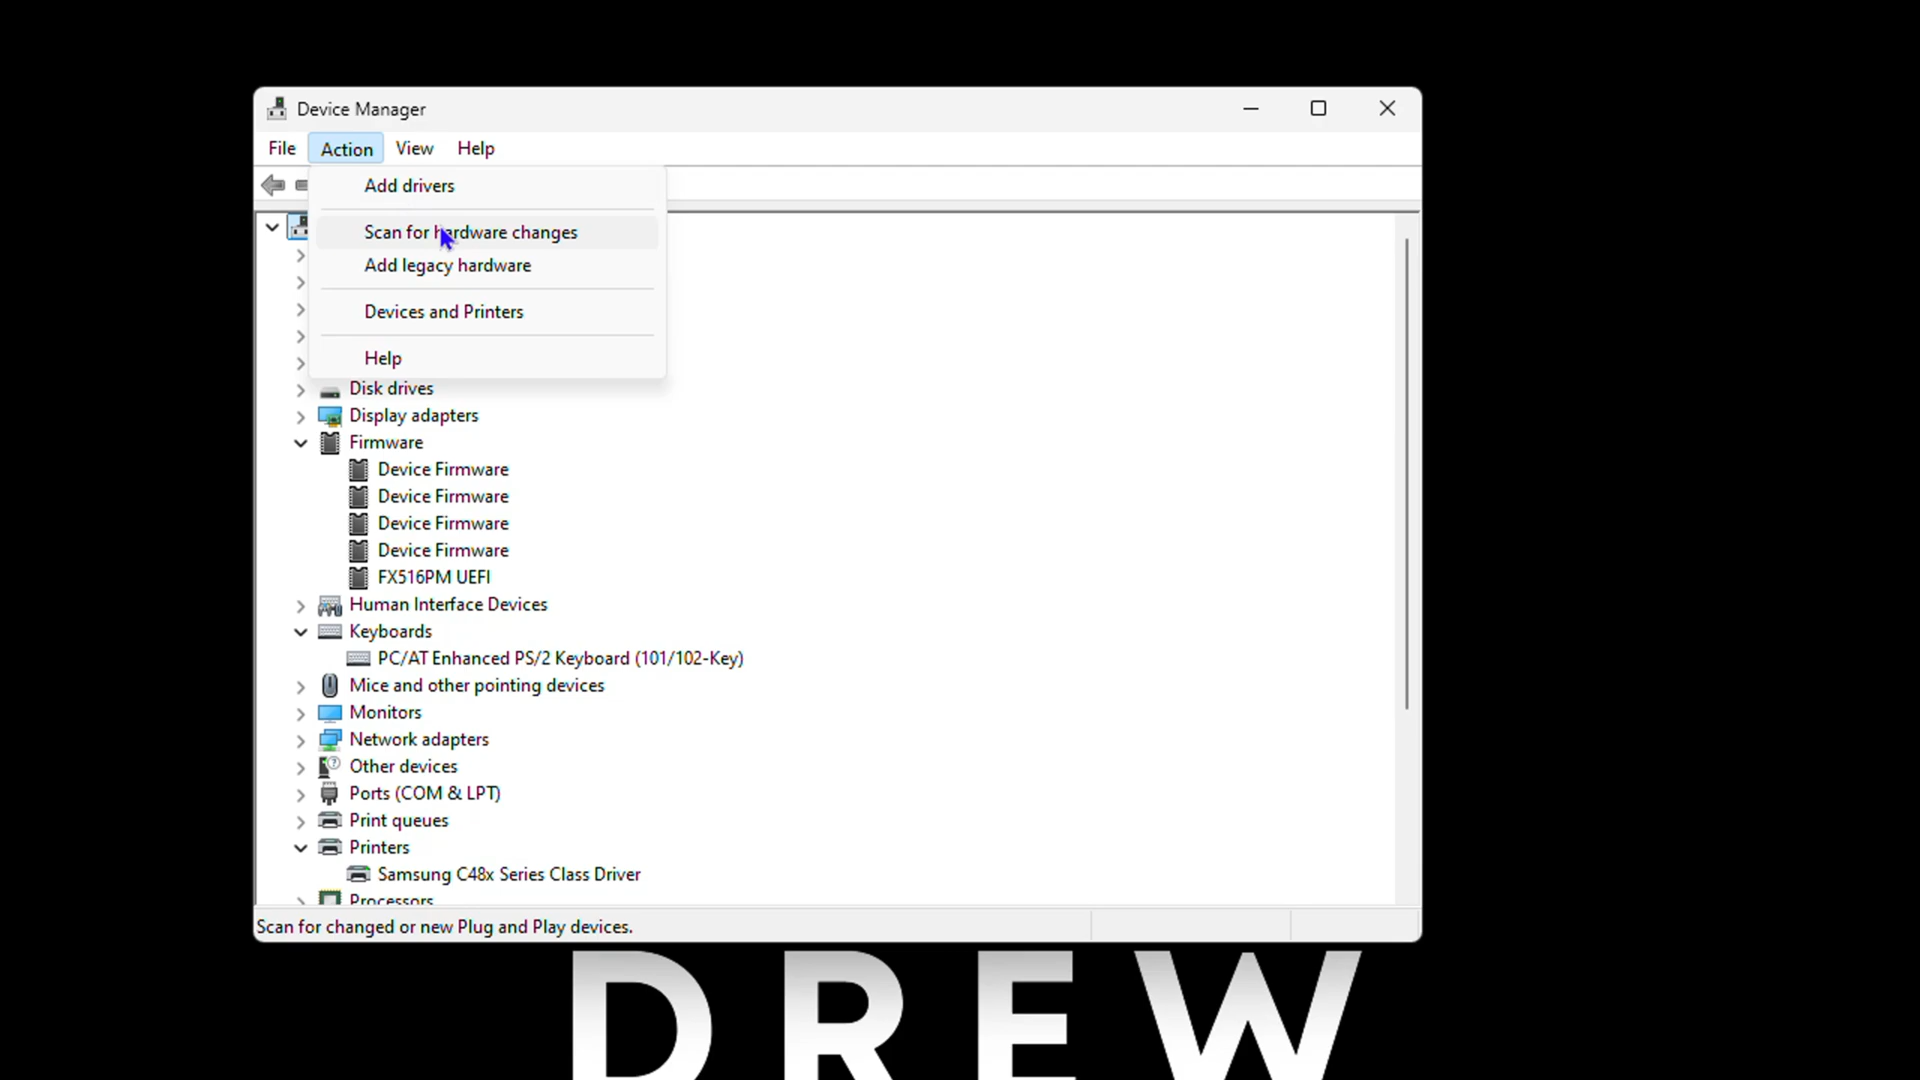 Device Manager
File Action View Help
Add drivers
Scan for hardware changes
Add legacy hardware
Devices and Printers
Help
Disk drives
Display adapters
Firmware
Device Firmware
Device Firmware
Device Firmware
Device Firmware
FX516PM UEFI
Human Interface Devices
Keyboards
PC/AT Enhanced PS/2 Keyboard (101/102-Key)
Mice and other pointing devices
Monitors
Network adapters
Other devices
Ports (COM & LPT)
Print queues
Printers
Samsung C48x Series Class Driver
Processors
Scan for changed or new Plug and Play devices.
DREW